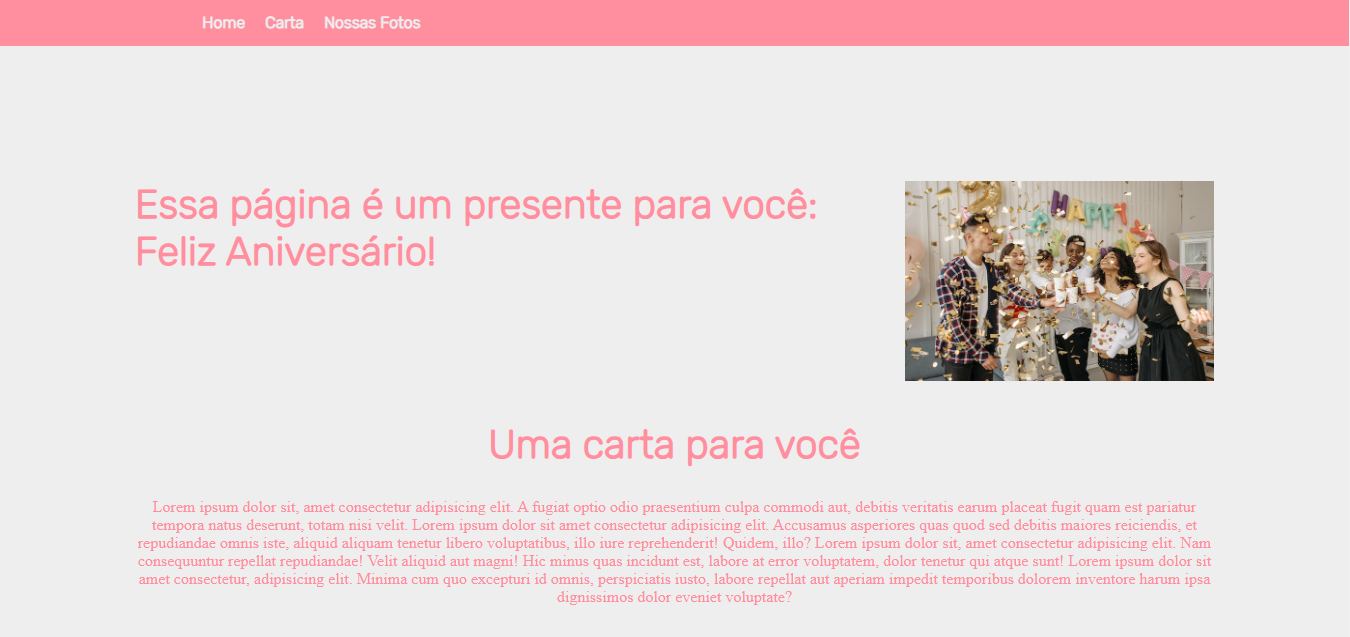 Home Carta Nossas Fotos
Essa página é um presente para você:
Feliz Aniversário!
HAPPY
Uma carta para você
Lorem ipsum dolor sit, amet consectetur adipisicing elit. A fugiat optio odio praesentium culpa commodi aut, debitis veritatis earum placeat fugit quam est pariatur
tempora natus deserunt, totam nisi velit. Lorem ipsum dolor sit amet consectetur adipisicing elit. Accusamus asperiores quas quod sed debitis maiores reiciendis, et
repudiandae omnis iste, aliquid aliquam tenetur libero voluptatibus, illo iure reprehenderit! Quidem, illo? Lorem ipsum dolor sit, amet consectetur adipisicing elit. Nam
consequuntur repellat repudiandae! Velit aliquid aut magni! Hic minus quas incidunt est, labore at error voluptatem, dolor tenetur qui atque sunt! Lorem ipsum dolor sit
amet consectetur, adipisicing elit. Minima cum quo excepturi id omnis, perspiciatis iusto, labore repellat aut aperiam impedit temporibus dolorem inventore harum ipsa
dignissimos dolor eveniet voluptate?